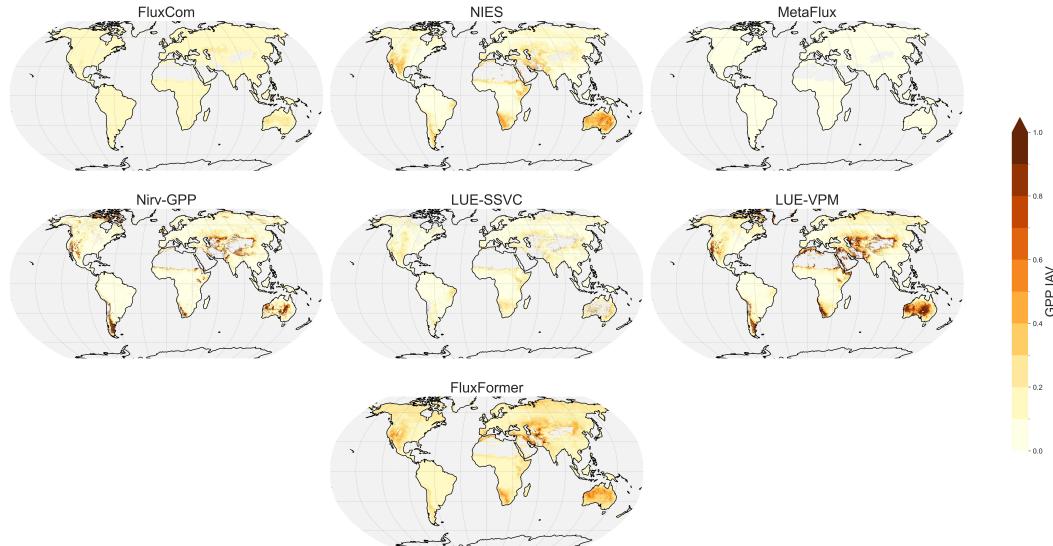 FluxCom
NIES
MetaFlux
Nirv-GPP
LUE-SSVC
LUE-VPM
FluxFormer
1.0
0.8
0.6
0.4
0.2
0.0
GPP IAV